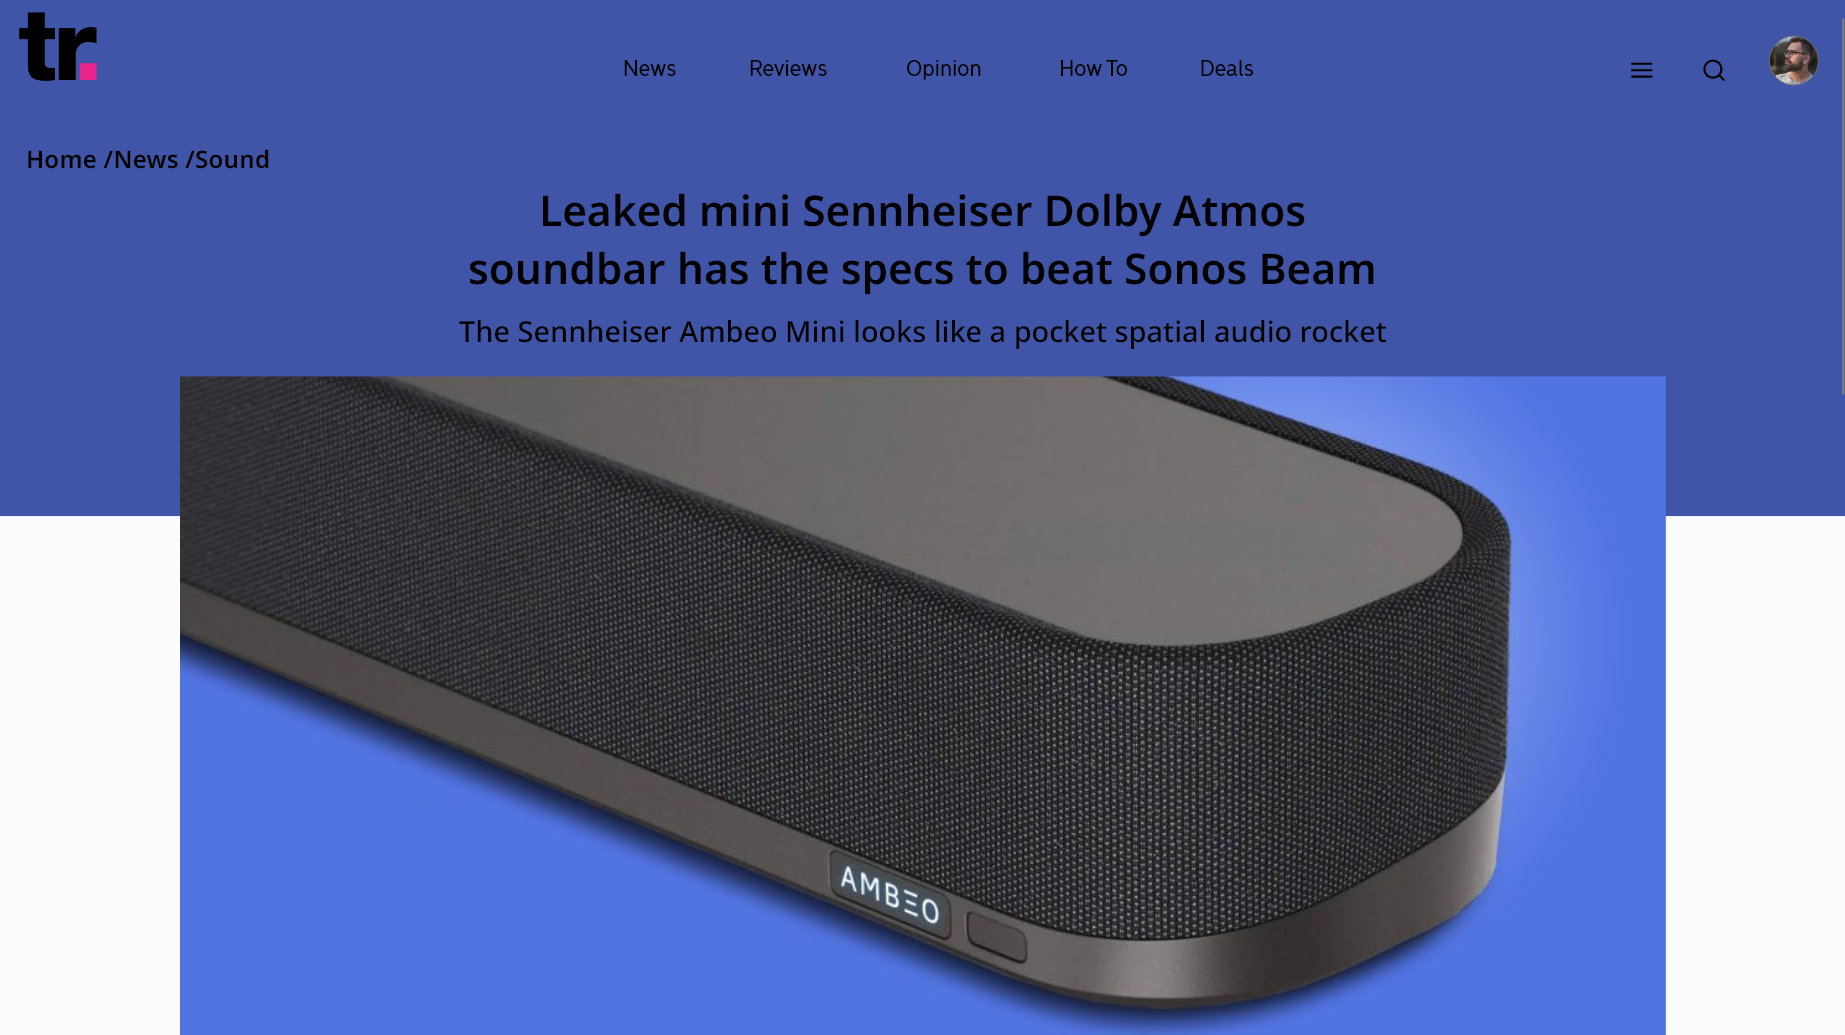 tr.
News
Reviews
Opinion
How To
Deals
Home /News /Sound
Leaked mini Sennheiser Dolby Atmos
soundbar has the specs to beat Sonos Beam
The Sennheiser Ambeo Mini looks like a pocket spatial audio rocket
AMBEO